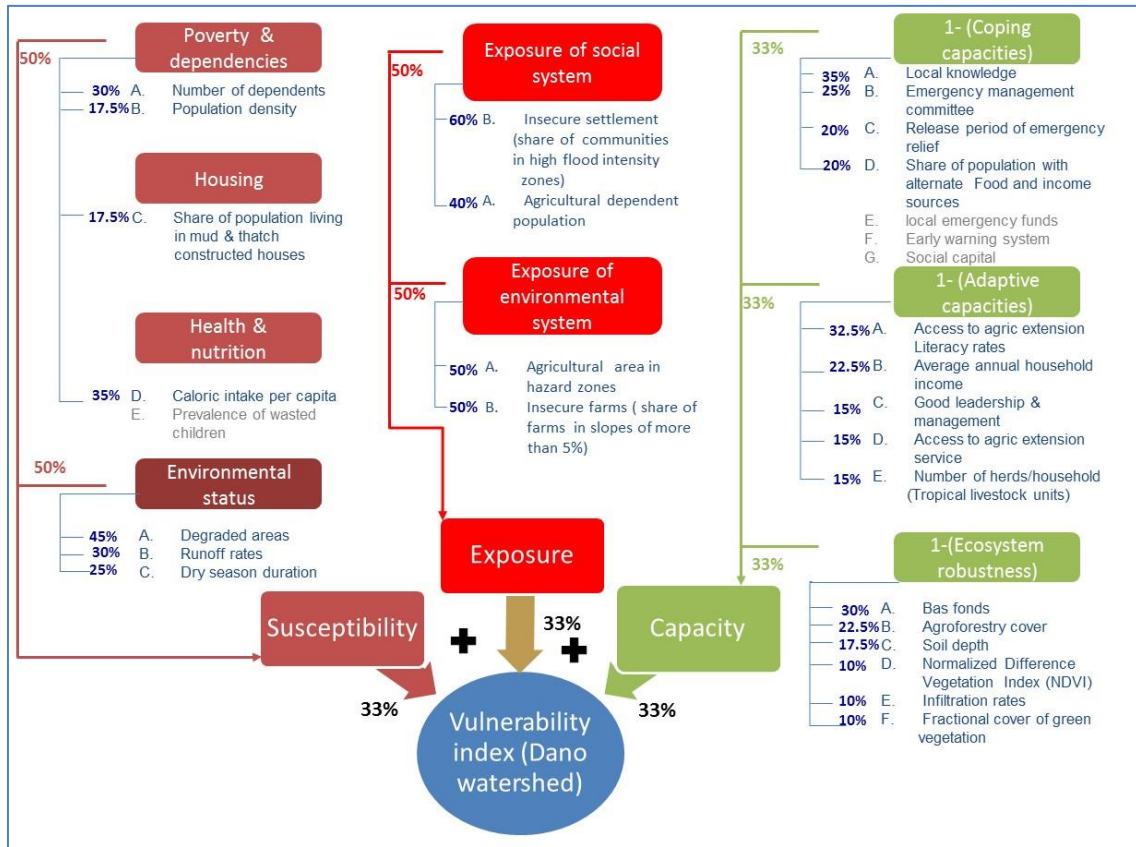 50%
Poverty &
dependencies
30% A. Number of dependents
17.5% B. Population density
Housing
17.5% C. Share of population living
in mud & thatch
constructed houses
Health &
nutrition
35% D. Caloric intake per capita
E. Prevalence of wasted
children
50%
Environmental
status
45% A. Degraded areas
30% B. Runoff rates
25% C. Dry season duration
50%
Exposure of social
system
60% B. Insecure settlement
(share of communities
in high flood intensity
zones)
40% A. Agricultural dependent
population
50%
Exposure of
environmental
system
50% A. Agricultural area in
hazard zones
50% B. Insecure farms ( share of
farms in slopes of more
than 5%)
33%
1- (Coping
capacities)
35% A. Local knowledge
25% B. Emergency management
committee
20% C. Release period of emergency
relief
20% D. Share of population with
alternate Food and income
sources
E. local emergency funds
F. Early warning system
G. Social capital
33%
1- (Adaptive
capacities)
32.5% A. Access to agric extension
Literacy rates
22.5% B. Average annual household
income
15% C. Good leadership &
management
15% D. Access to agric extension
service
15% E. Number of herds/household
(Tropical livestock units)
33%
1-(Ecosystem
robustness)
30% A. Bas fonds
22.5% B. Agroforestry cover
17.5% C. Soil depth
10% D. Normalized Difference
Vegetation Index (NDVI)
10% E. Infiltration rates
10% F. Fractional cover of green
vegetation
Susceptibility
+
Exposure
33%
+
Capacity
33%
33%
Vulnerability
index (Dano
watershed)